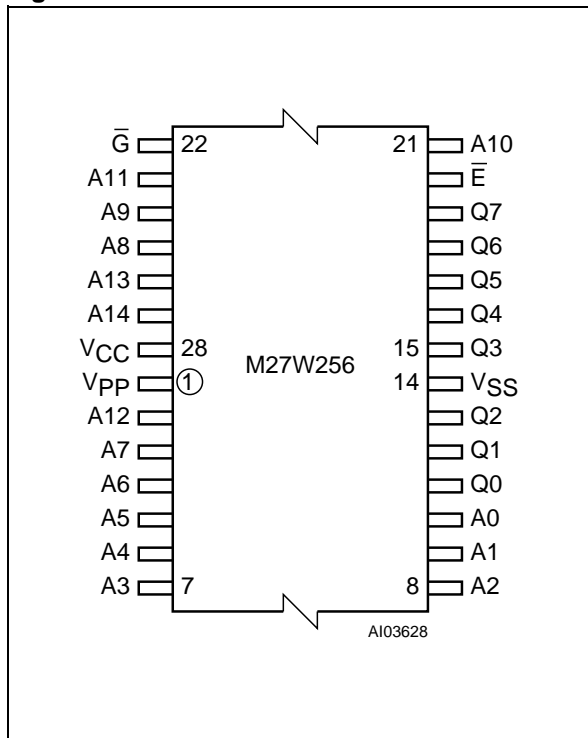 G̅ 22 21 A10
A11 E̅
A9 Q7
A8 Q6
A13 Q5
A14 Q4
VCC 28 15 Q3
M27W256
VPP 1 14 VSS
A12 Q2
A7 Q1
A6 Q0
A5 A0
A4 A1
A3 7 8 A2
AI03628